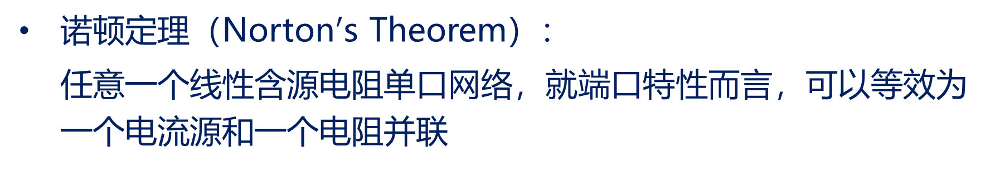 • 诺顿定理（Norton's Theorem）:
任意一个线性含源电阻单口网络，就端口特性而言，可以等效为
一个电流源和一个电阻并联